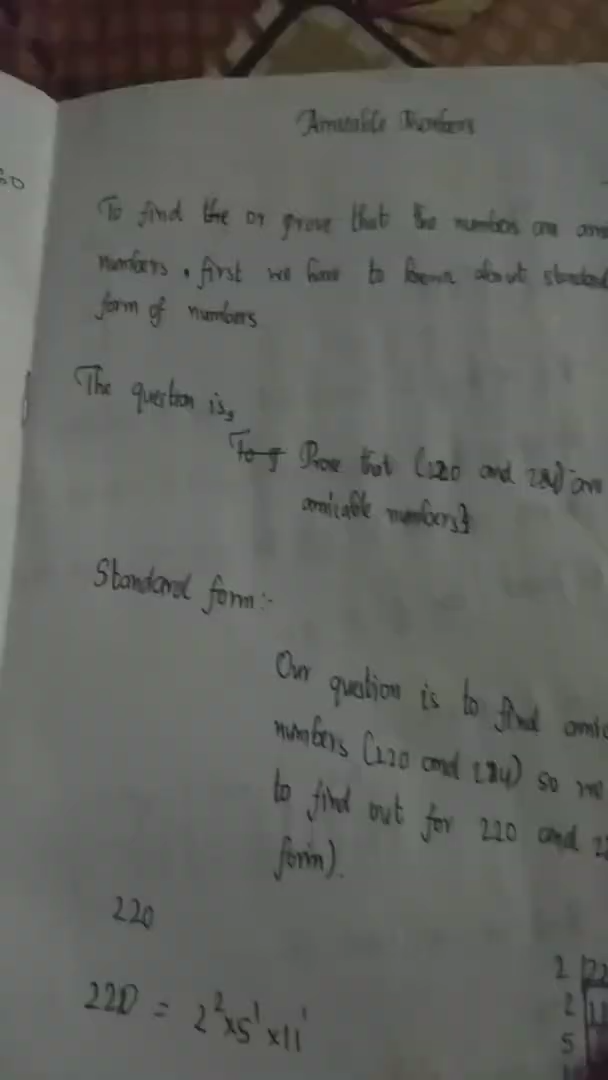 Amicable Numbers
To find the or prove that the numbers are
numbers, first we have to know about standard
form of numbers
The question is,
Prove that (220 and 284) are
amicable numbers}
Standard form:-
Our question is to find
numbers (220 and 284) so
to find out for 220 and
form).
220
220 = 2² × 5¹ × 11¹
2
2
5